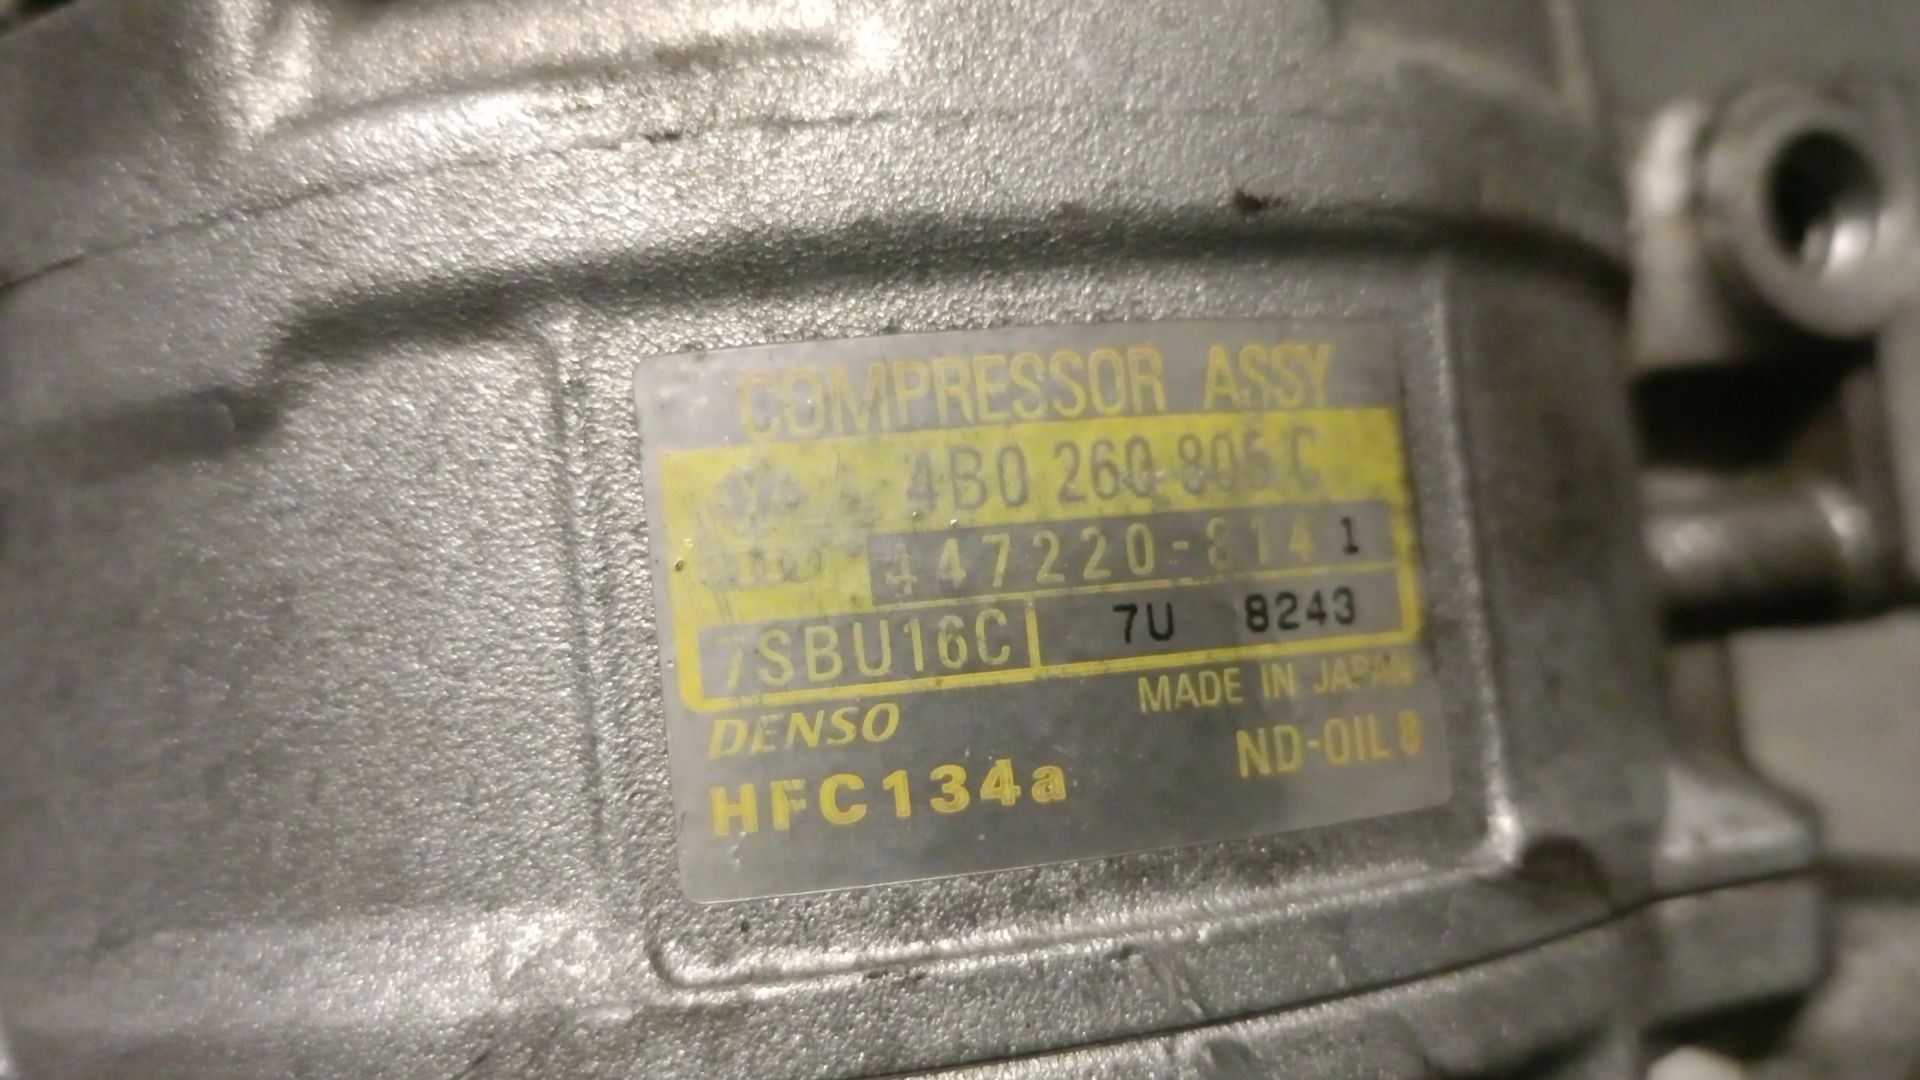 COMPRESSOR ASSY
4B0 260 805 C
447220-8141
7SBU16C 7U 8243
DENSO MADE IN JAPAN
HFC134a ND-OIL 8